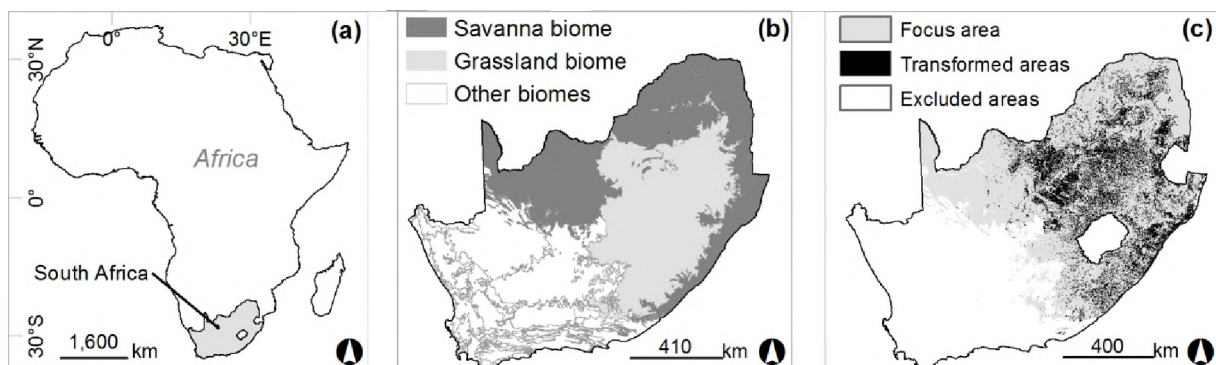 (a)
0°
30°E
30°N
Africa
0°
South Africa
30°S
1,600 km
(b)
Savanna biome
Grassland biome
Other biomes
410 km
(c)
Focus area
Transformed areas
Excluded areas
400 km